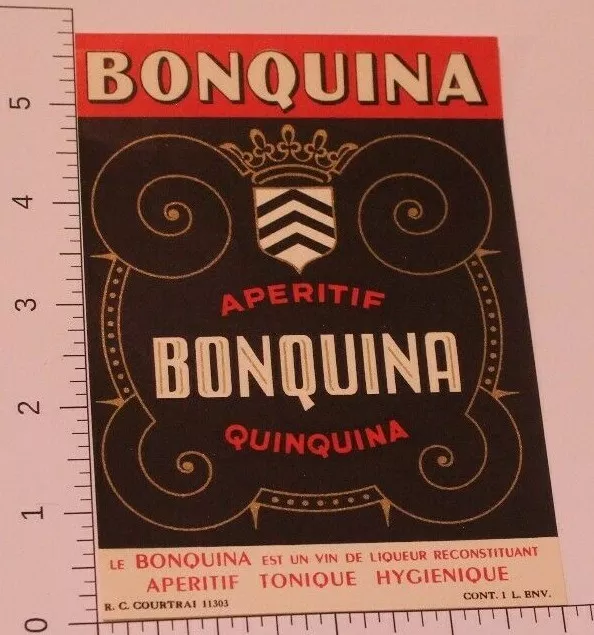 BONQUINA
APERITIF
BONQUINA
QUINQUINA
LE BONQUINA EST UN VIN DE LIQUEUR RECONSTITUANT
APERITIF TONIQUE HYGIENIQUE
R. C. COURTRAI 11303 CONT. 1 L. ENV.
5
4
3
2
1
0